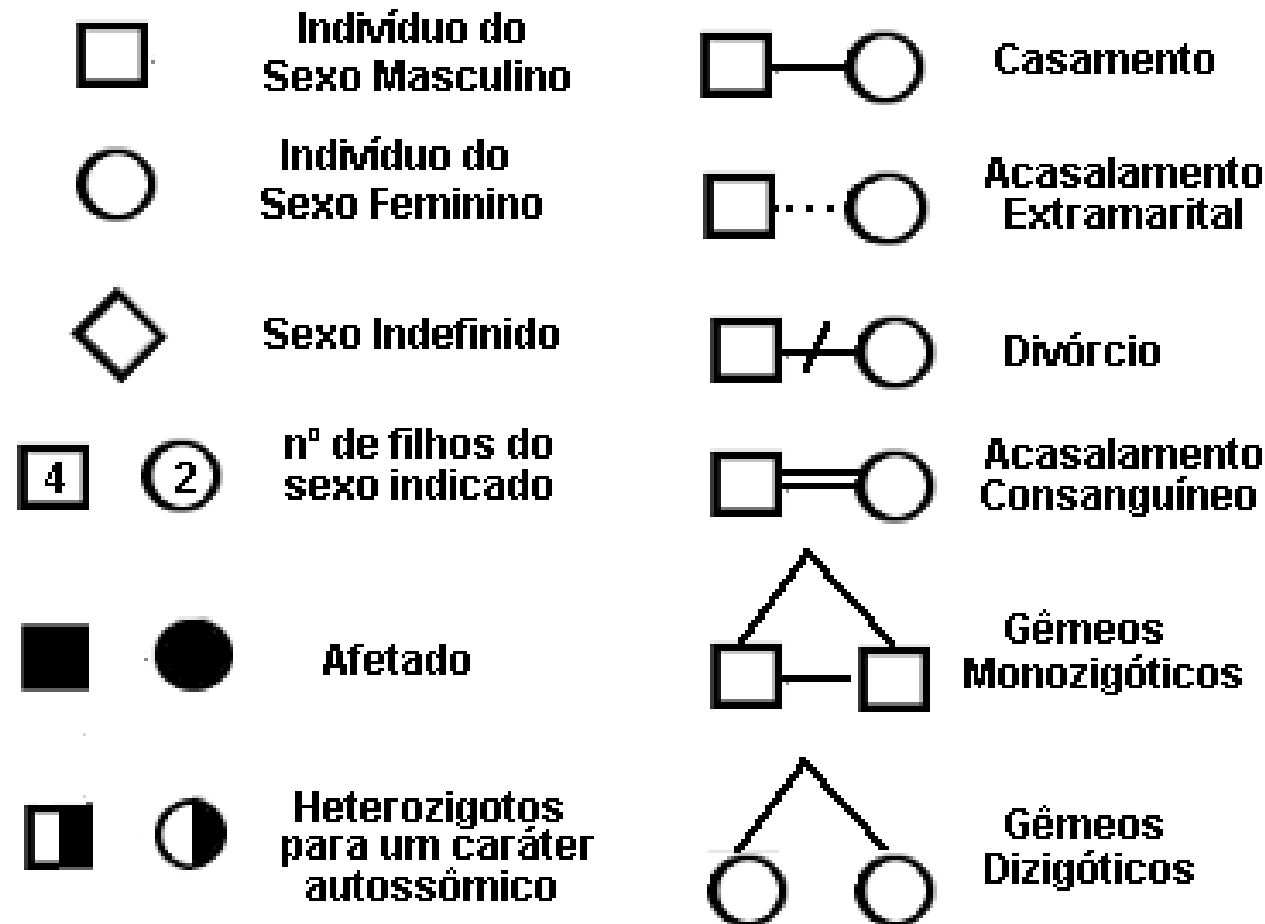 Indivíduo do
Sexo Masculino
Indivíduo do
Sexo Feminino
Sexo Indefinido
4
2
nº de filhos do
sexo indicado
Afetado
Heterozigotos
para um caráter
autossômico
Casamento
Acasalamento
Extramarital
Divórcio
Acasalamento
Consanguíneo
Gêmeos
Monozigóticos
Gêmeos
Dizigóticos